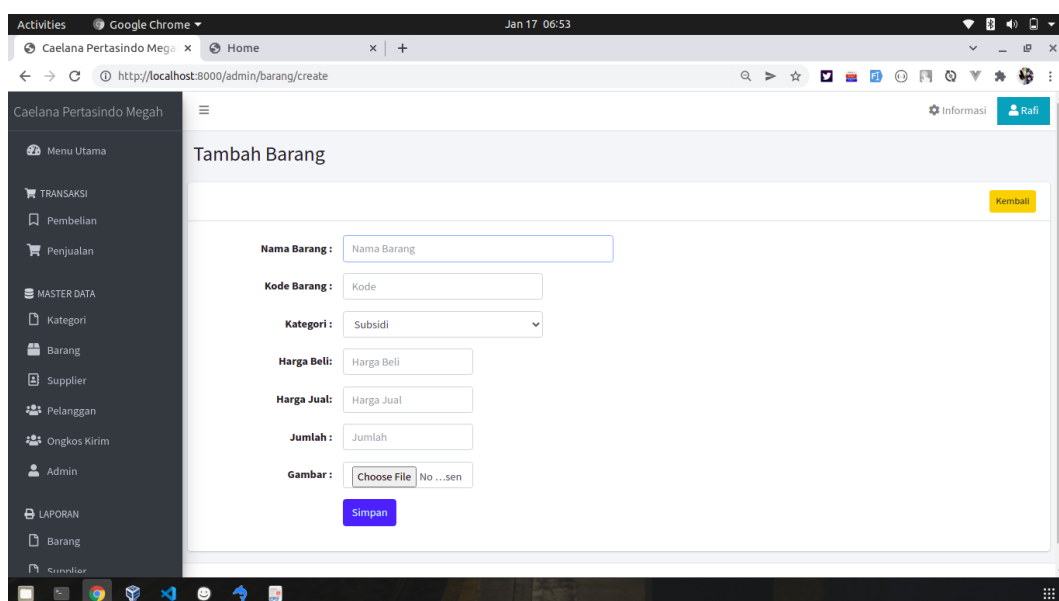 Activities Google Chrome Jan 17 06:53
Caelana Pertasindo Mega Home
http://localhost:8000/admin/barang/create
Caelana Pertasindo Megah Informasi Rafi
Menu Utama
Tambah Barang
TRANSAKSI
Kembali
Pembelian
Penjualan
Nama Barang : Nama Barang
Kode Barang : Kode
MASTER DATA
Kategori
Kategori : Subsidi
Barang
Harga Beli: Harga Beli
Supplier
Harga Jual: Harga Jual
Pelanggan
Jumlah : Jumlah
Ongkos Kirim
Admin
Gambar : Choose File No ...sen
Simpan
LAPORAN
Barang
Supplier